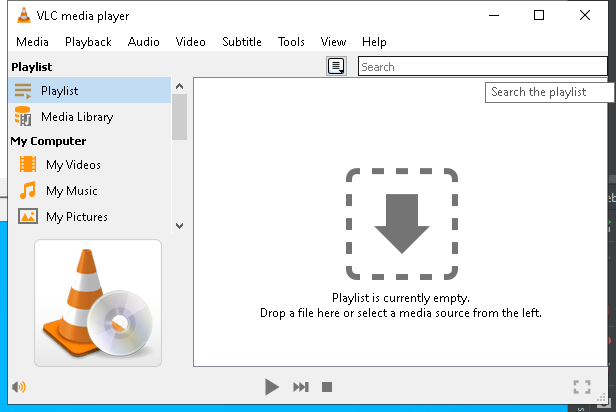 VLC media player
Media Playback Audio Video Subtitle Tools View Help
Playlist
Search
Playlist
Search the playlist
Media Library
My Computer
My Videos
My Music
My Pictures
Playlist is currently empty.
Drop a file here or select a media source from the left.